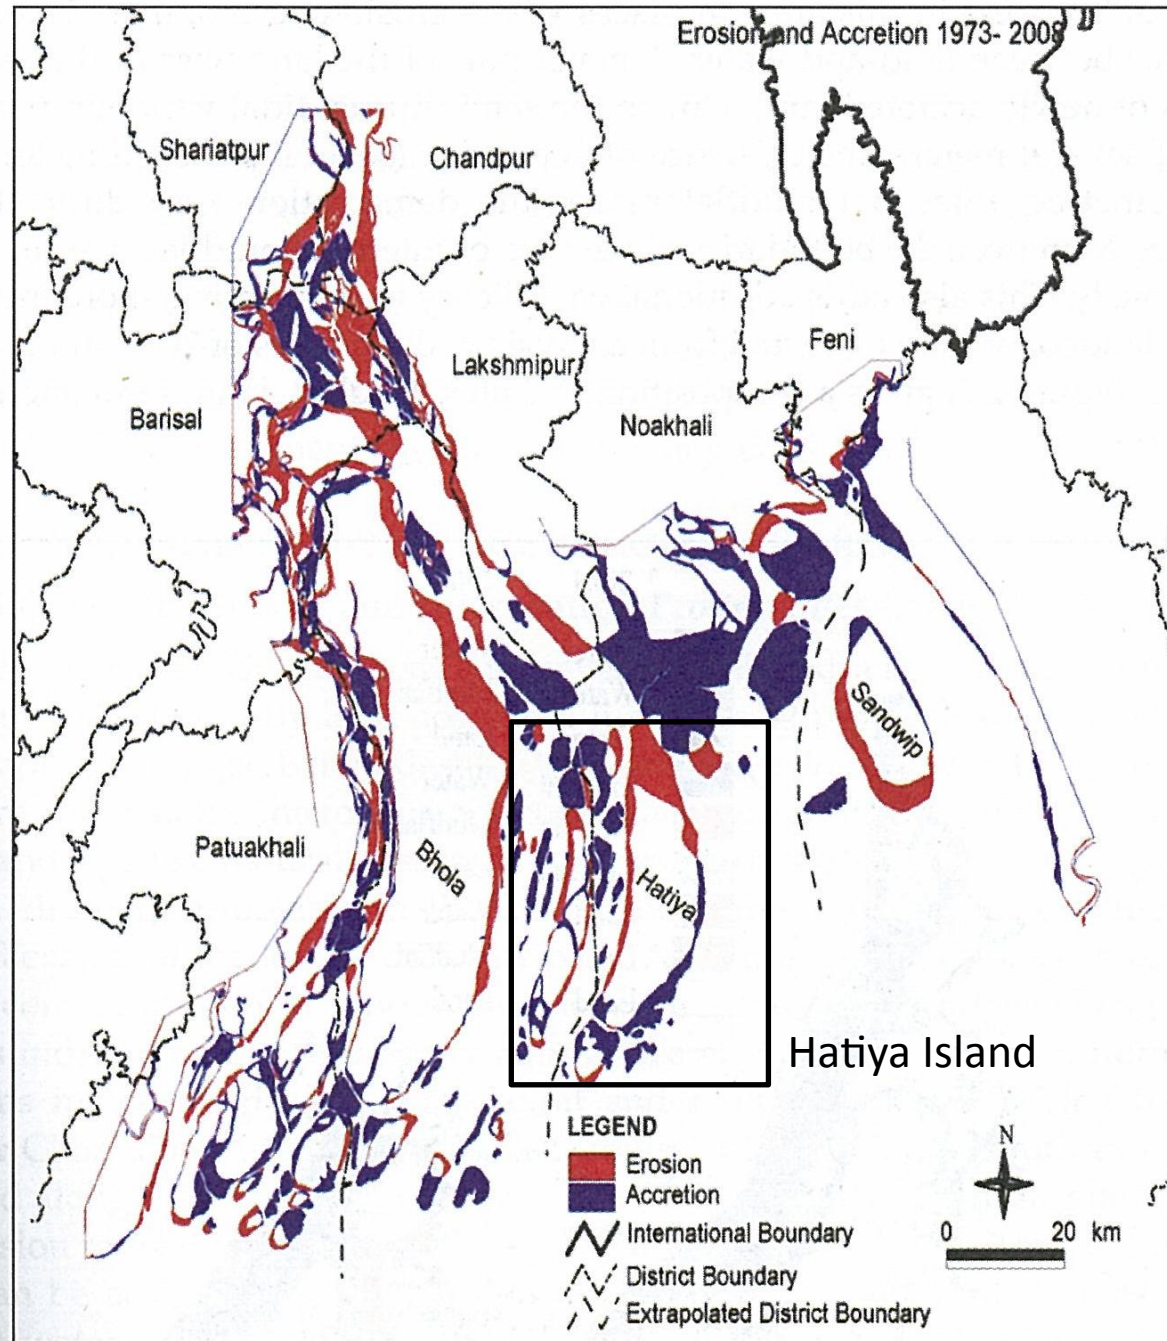 Erosion and Accretion 1973- 2008
Shariatpur
Chandpur
Feni
Lakshmipur
Barisal
Noakhali
Sandwip
Patuakhali
Bhola
Hatiya
Hatiya Island
LEGEND
Erosion
Accretion
International Boundary
District Boundary
Extrapolated District Boundary
N
0 20 km